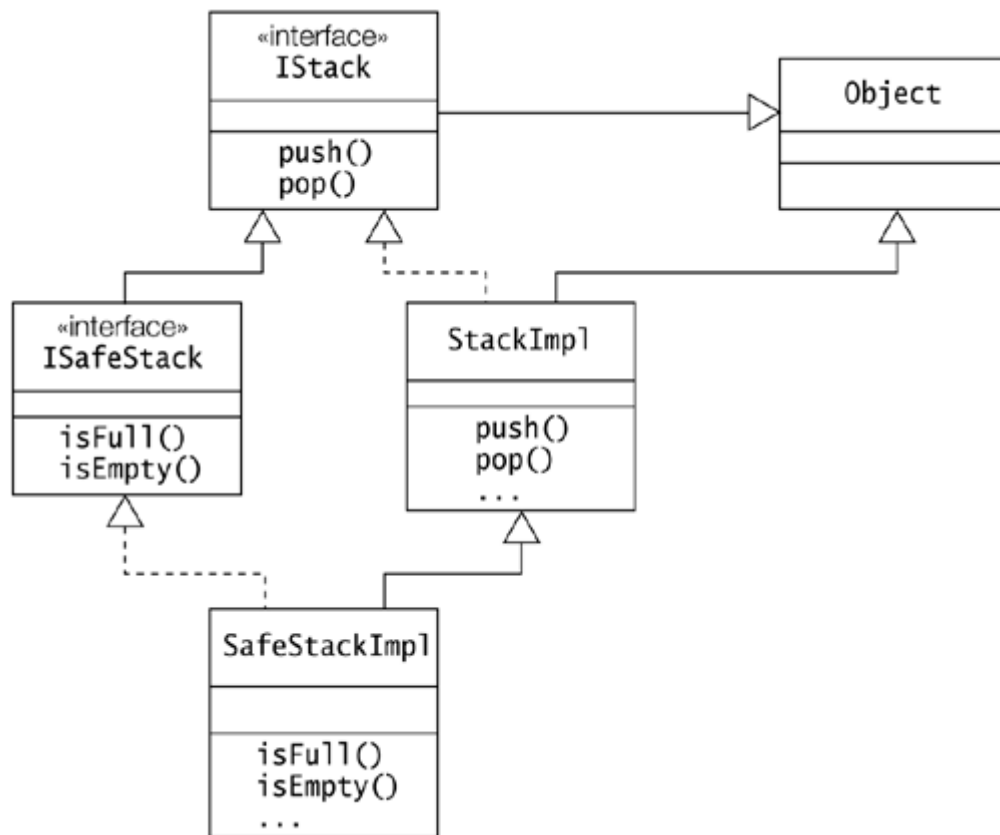 «interface»
IStack
push()
pop()
Object
«interface»
ISafeStack
isFull()
isEmpty()
StackImpl
push()
pop()
...
SafeStackImpl
isFull()
isEmpty()
...